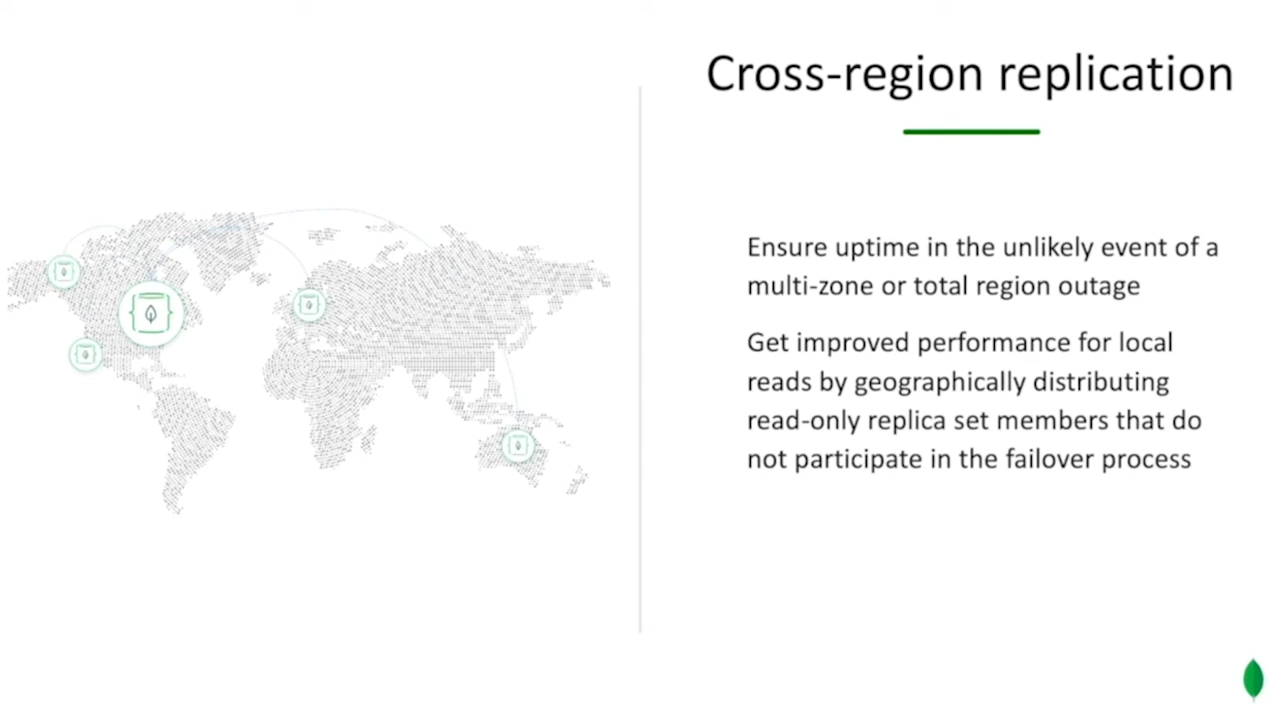 Cross-region replication
Ensure uptime in the unlikely event of a
multi-zone or total region outage
Get improved performance for local
reads by geographically distributing
read-only replica set members that do
not participate in the failover process